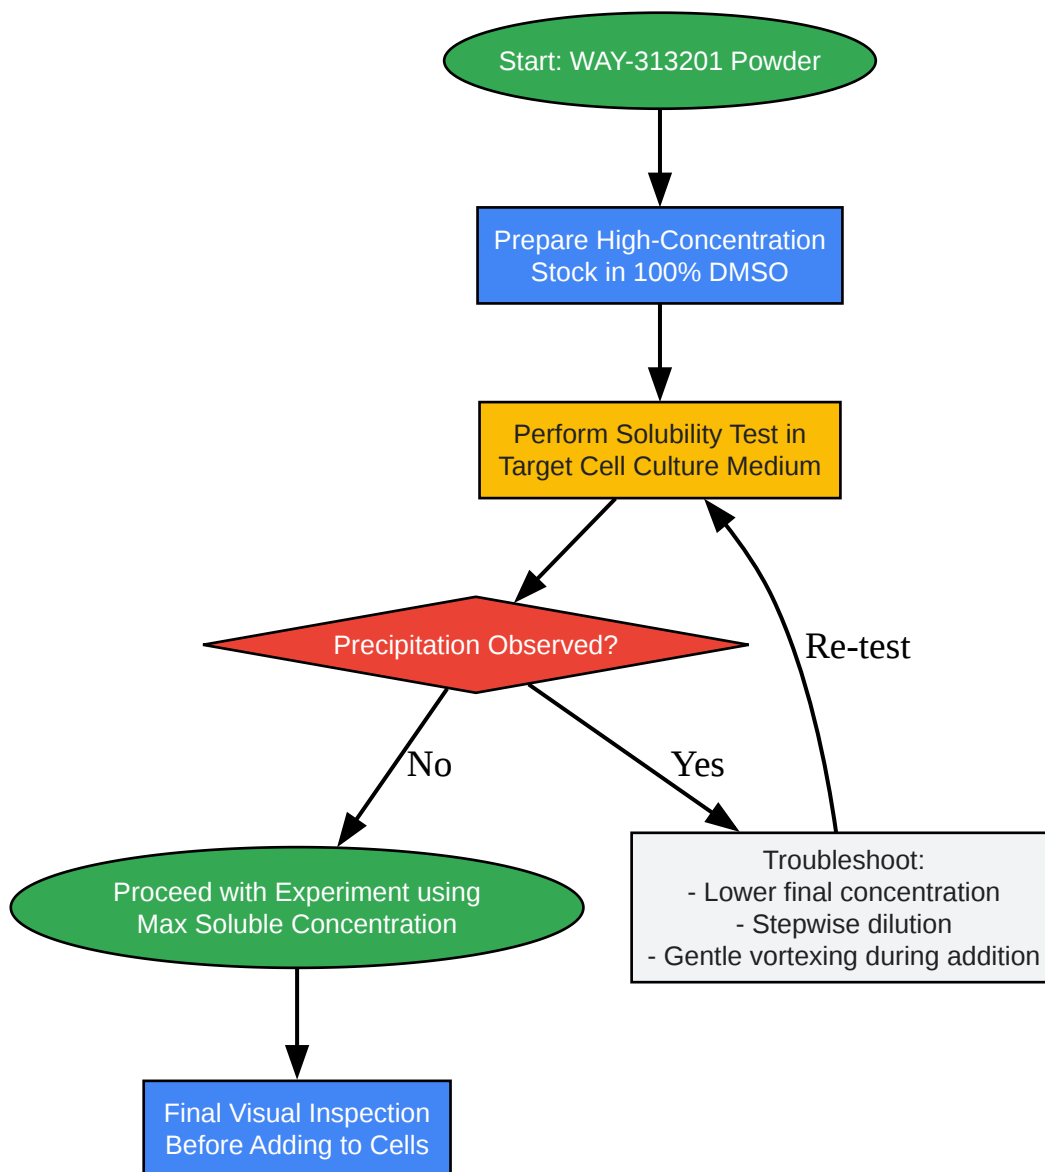 Start: WAY-313201 Powder
Prepare High-Concentration
Stock in 100% DMSO
Perform Solubility Test in
Target Cell Culture Medium
Precipitation Observed?
Re-test
No
Yes
Troubleshoot:
- Lower final concentration
- Stepwise dilution
- Gentle vortexing during addition
Proceed with Experiment using
Max Soluble Concentration
Final Visual Inspection
Before Adding to Cells